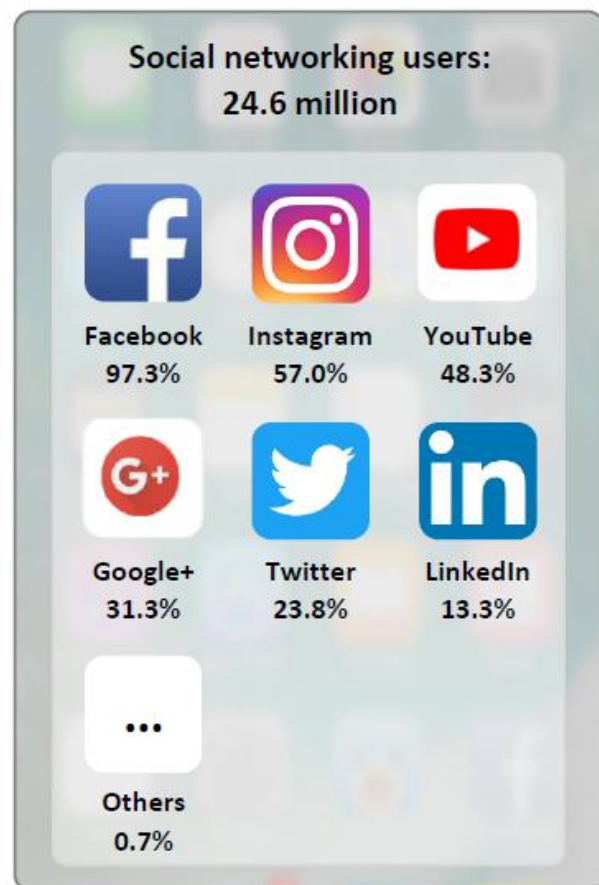 Social networking users:
24.6 million
f
Facebook
97.3%
Instagram
57.0%
YouTube
48.3%
G+
Google+
31.3%
Twitter
23.8%
in
LinkedIn
13.3%
...
Others
0.7%